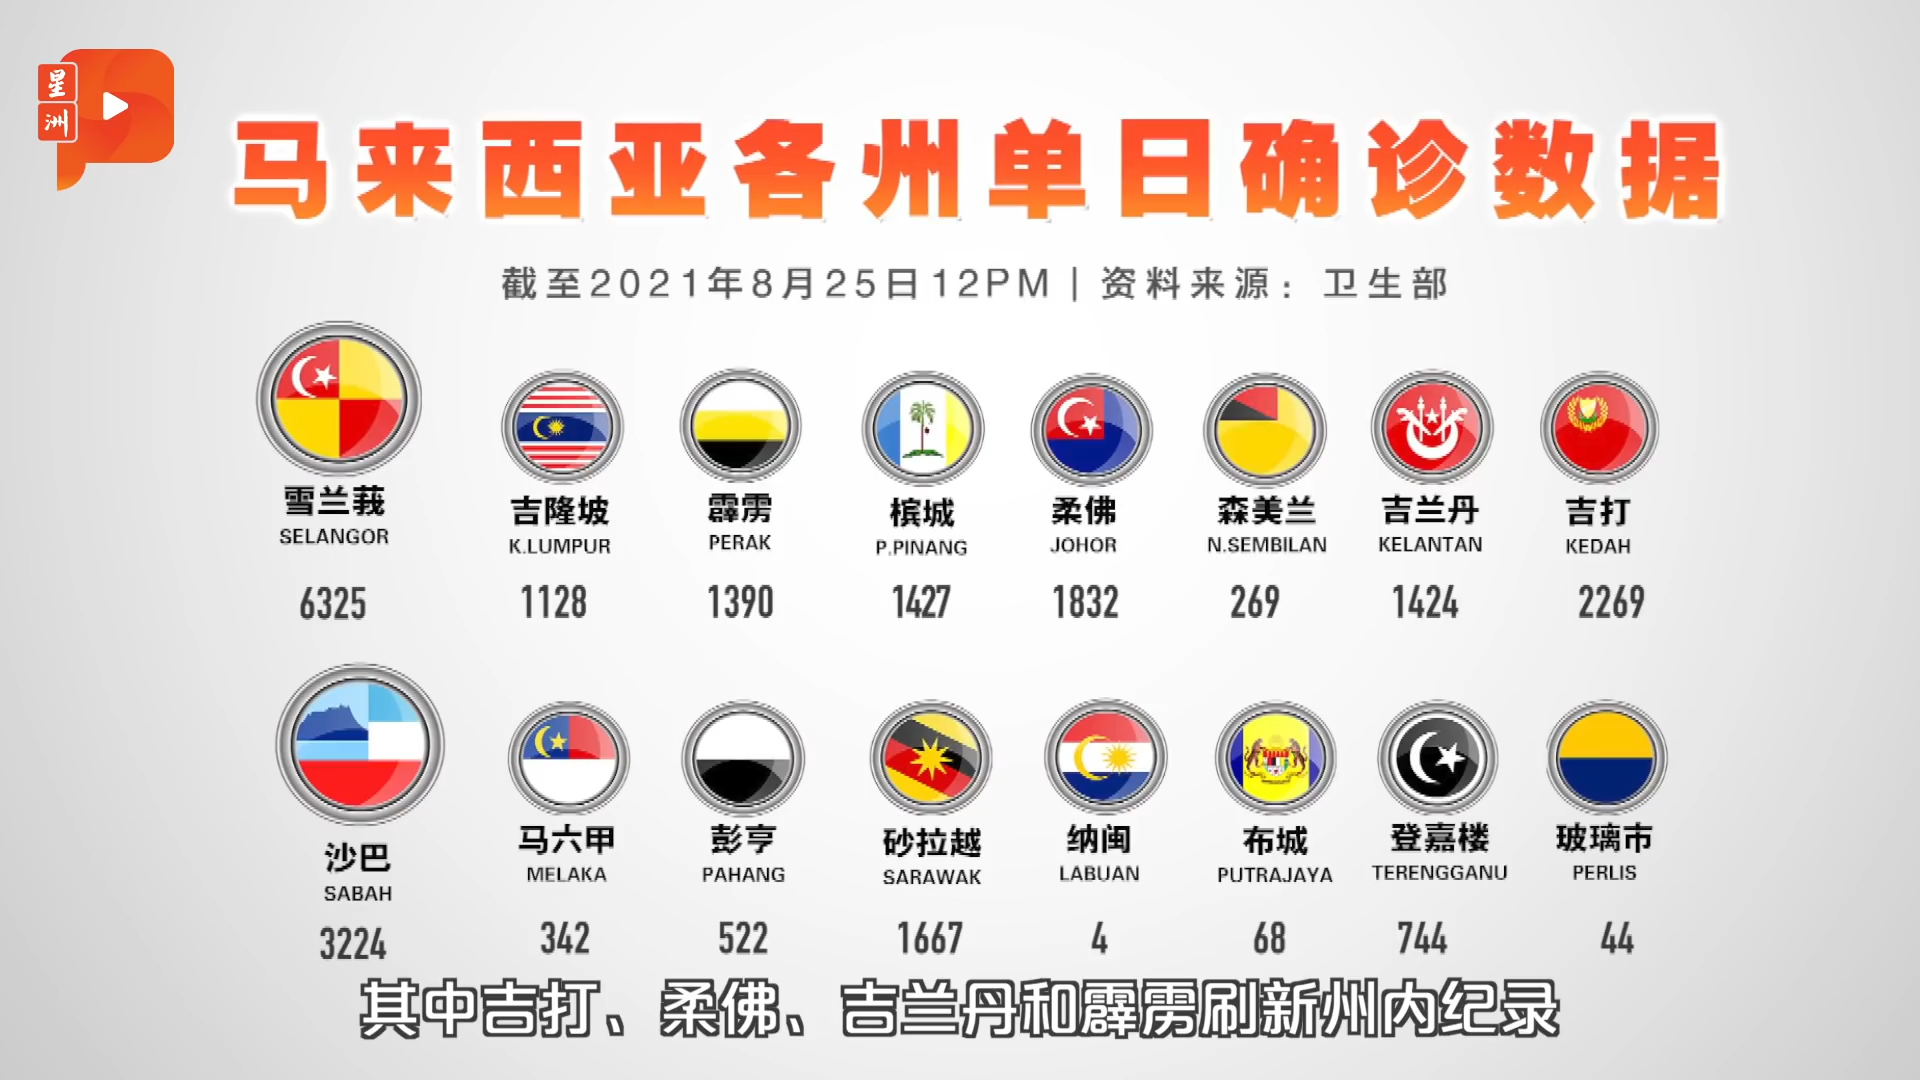 星洲
马来西亚各州单日确诊数据
截至2021年8月25日12PM | 资料来源：卫生部
雪兰莪 吉隆坡 霹雳 槟城 柔佛 森美兰 吉兰丹 吉打
SELANGOR K.LUMPUR PERAK P.PINANG JOHOR N.SEMBILAN KELANTAN KEDAH
6325 1128 1390 1427 1832 269 1424 2269
沙巴 马六甲 彭亨 砂拉越 纳闽 布城 登嘉楼 玻璃市
SABAH MELAKA PAHANG SARAWAK LABUAN PUTRAJAYA TERENGGANU PERLIS
3224 342 522 1667 4 68 744 44
其中吉打、柔佛、吉兰丹和霹雳刷新州内纪录